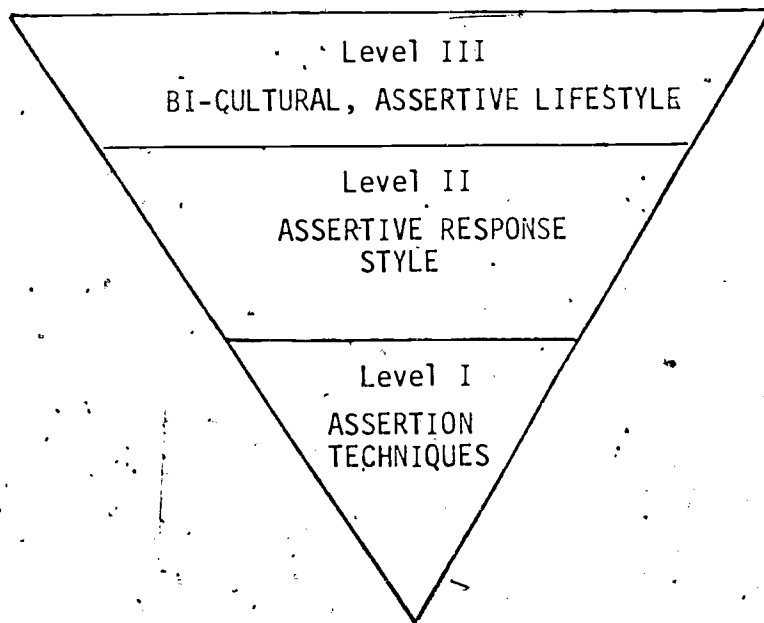 Level III
BI-CULTURAL, ASSERTIVE LIFESTYLE
Level II
ASSERTIVE RESPONSE
STYLE
Level I
ASSERTION
TECHNIQUES